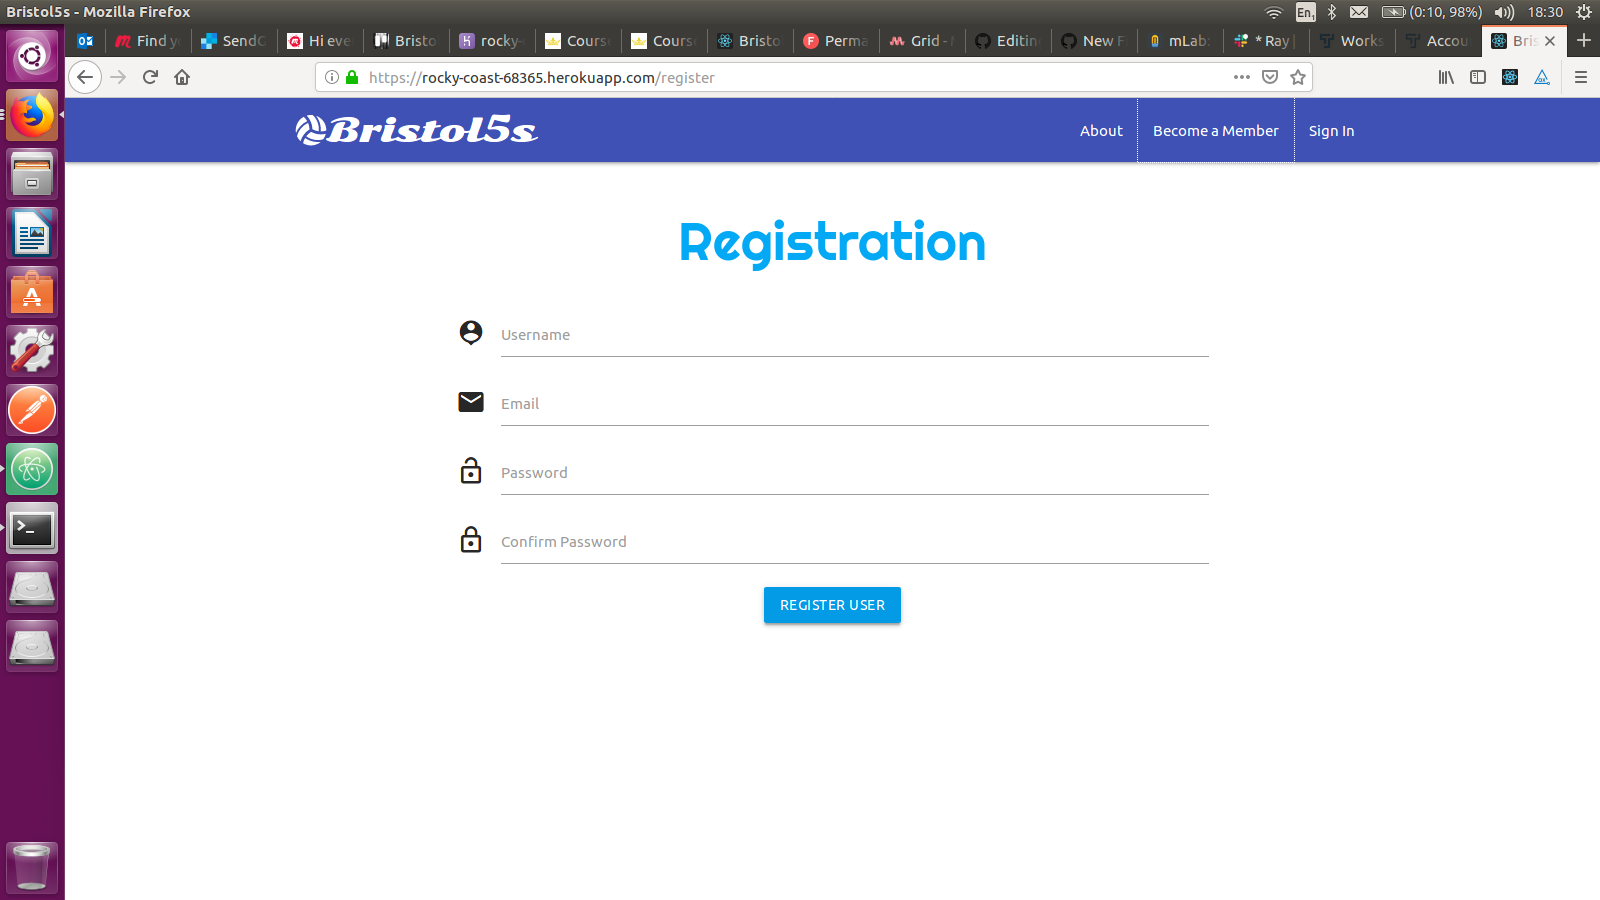 Bristol5s - Mozilla Firefox
En1 (0:10, 98%) 18:30
Find y SendG Hi eve Bristo rocky- Cours Cours Bristo Perma Grid - Editin New F mLab: * Ray | Works Accou Bris
https://rocky-coast-68365.herokuapp.com/register
Bristol5s About Become a Member Sign In
Registration
Username
Email
Password
Confirm Password
REGISTER USER